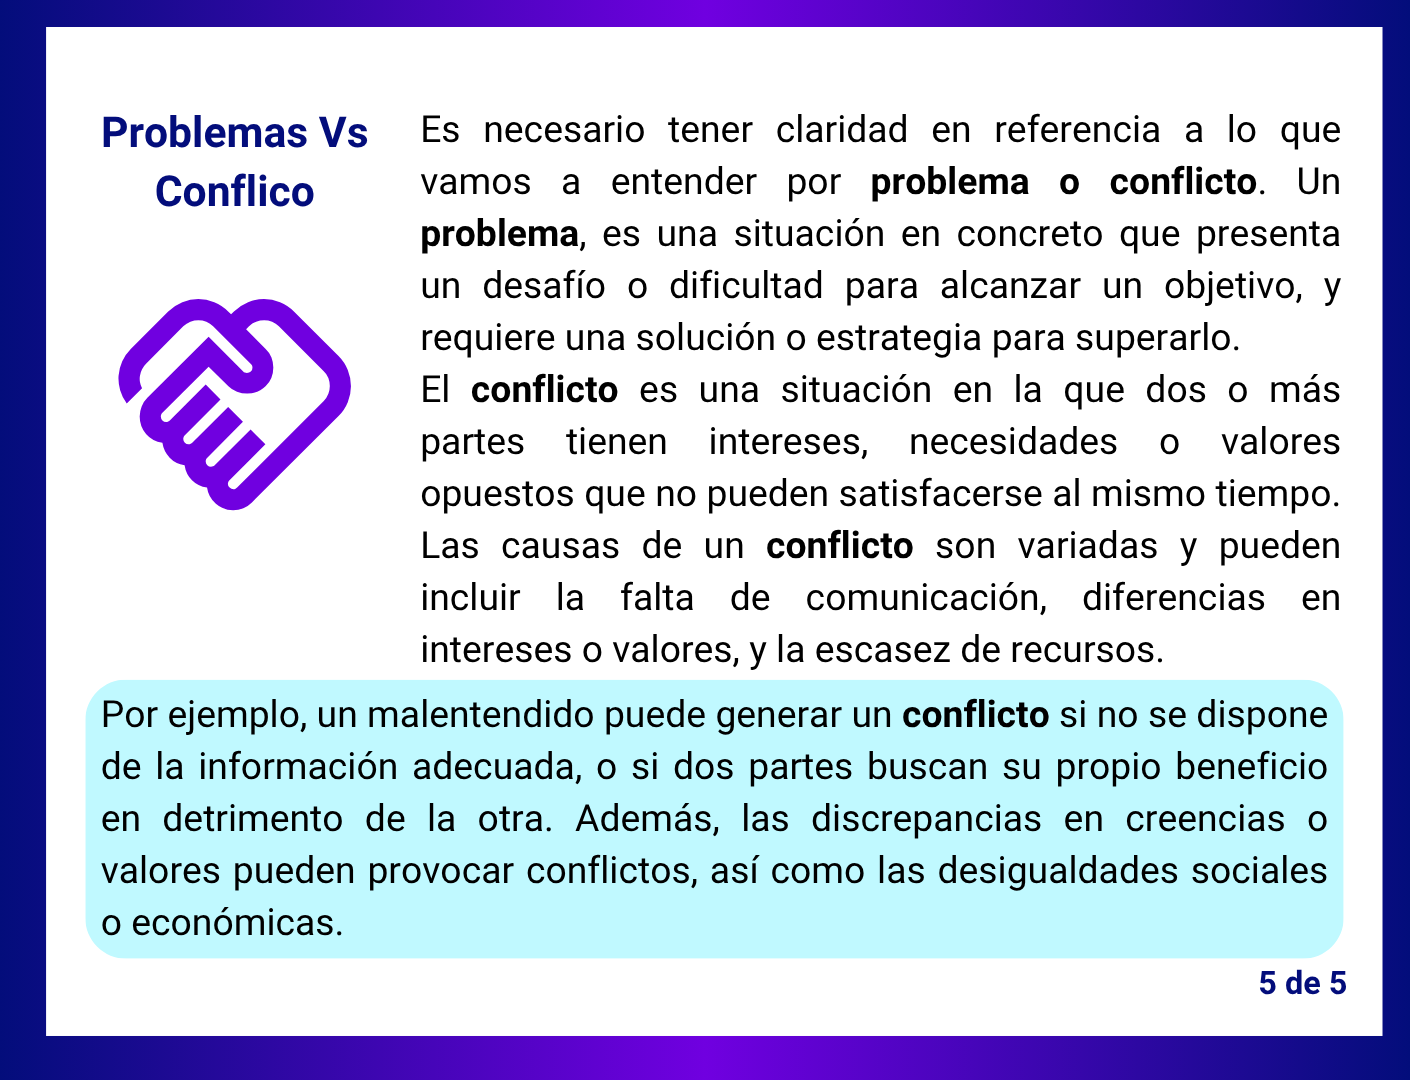 Problemas Vs
Conflico
Es necesario tener claridad en referencia a lo que
vamos a entender por problema o conflicto. Un
problema, es una situación en concreto que presenta
un desafío o dificultad para alcanzar un objetivo, y
requiere una solución o estrategia para superarlo.
El conflicto es una situación en la que dos o más
partes tienen intereses, necesidades o valores
opuestos que no pueden satisfacerse al mismo tiempo.
Las causas de un conflicto son variadas y pueden
incluir la falta de comunicación, diferencias en
intereses o valores, y la escasez de recursos.
Por ejemplo, un malentendido puede generar un conflicto si no se dispone
de la información adecuada, o si dos partes buscan su propio beneficio
en detrimento de la otra. Además, las discrepancias en creencias o
valores pueden provocar conflictos, así como las desigualdades sociales
o económicas.
5 de 5